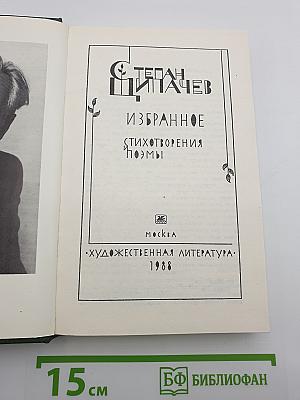 СТЕПАН
ЩИПАЧЕВ
ИЗБРАННОЕ
СТИХОТВОРЕНИЯ
ПОЭМЫ
МОСКВА
·ХУДОЖЕСТВЕННАЯ ЛИТЕРАТУРА·
1988
15 СМ
БФ БИБЛИОФАН